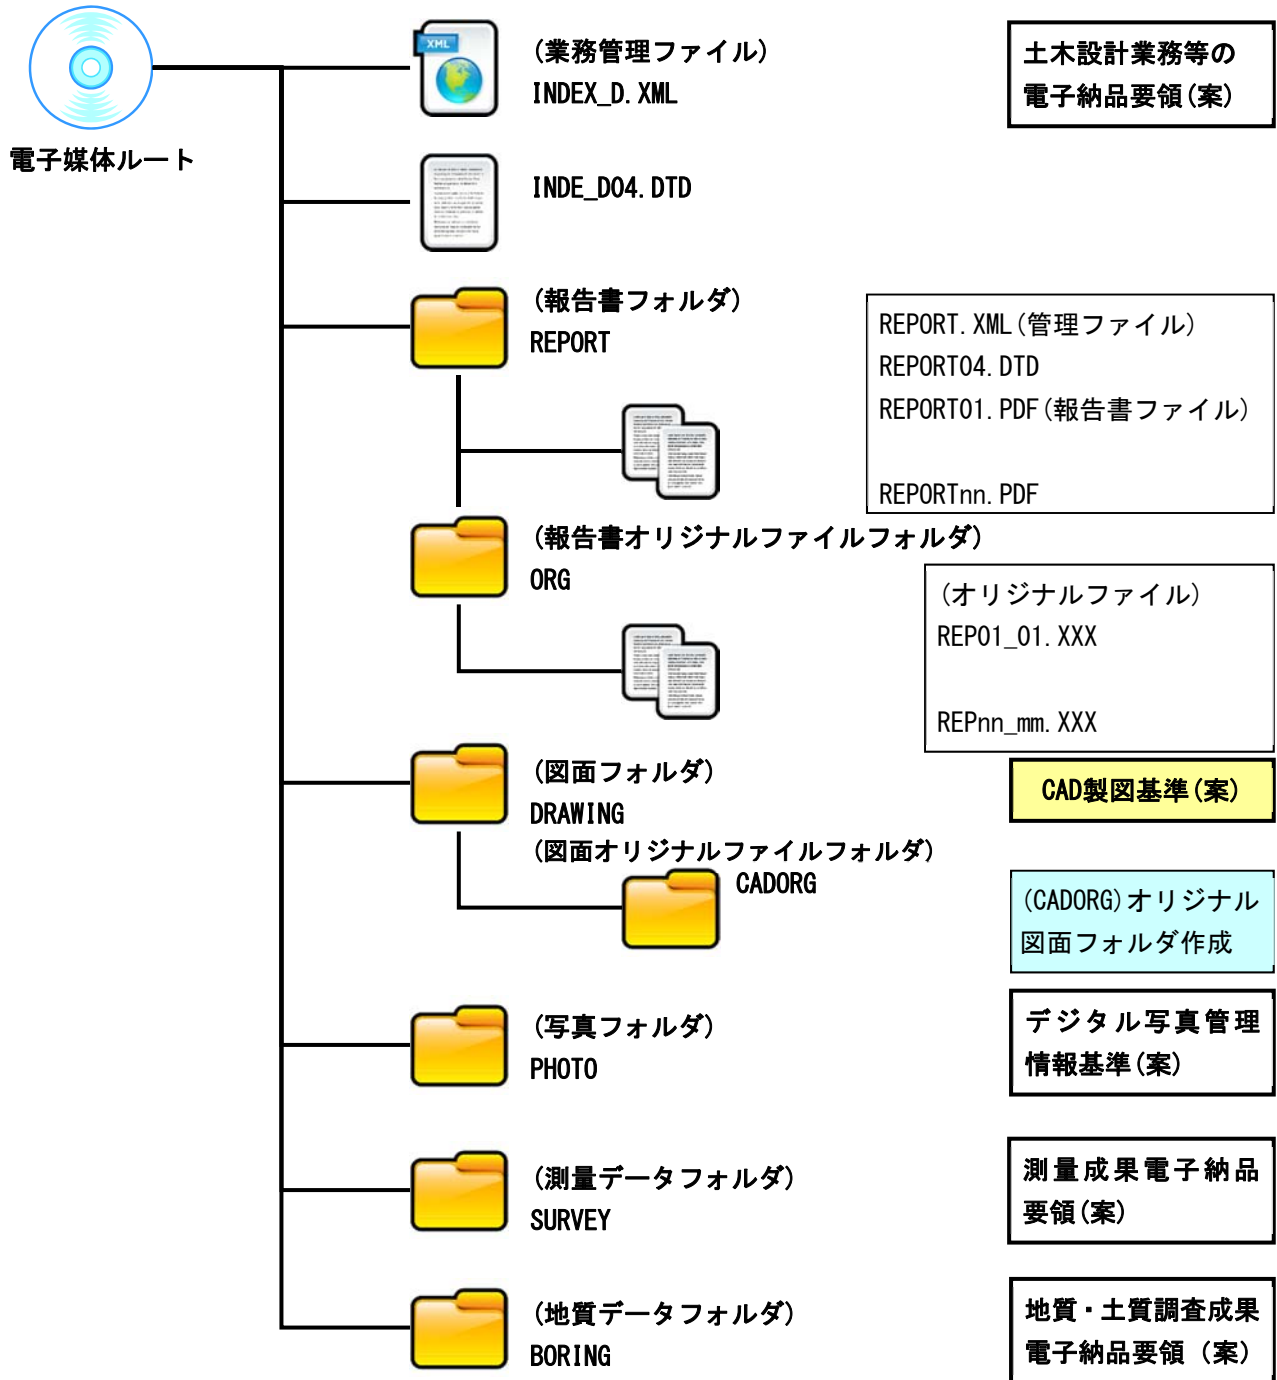 XML
(業務管理ファイル)
INDEX_D.XML
土木設計業務等の
電子納品要領(案)
電子媒体ルート
INDE_D04.DTD
(報告書フォルダ)
REPORT
REPORT.XML(管理ファイル)
REPORT04.DTD
REPORT01.PDF(報告書ファイル)
REPORTnn.PDF
(報告書オリジナルファイルフォルダ)
ORG
(オリジナルファイル)
REP01_01.XXX
REPnn_mm.XXX
(図面フォルダ)
DRAWING
CAD製図基準(案)
(図面オリジナルファイルフォルダ)
CADORG
(CADORG)オリジナル
図面フォルダ作成
(写真フォルダ)
PHOTO
デジタル写真管理
情報基準(案)
(測量データフォルダ)
SURVEY
測量成果電子納品
要領(案)
(地質データフォルダ)
BORING
地質・土質調査成果
電子納品要領 (案)